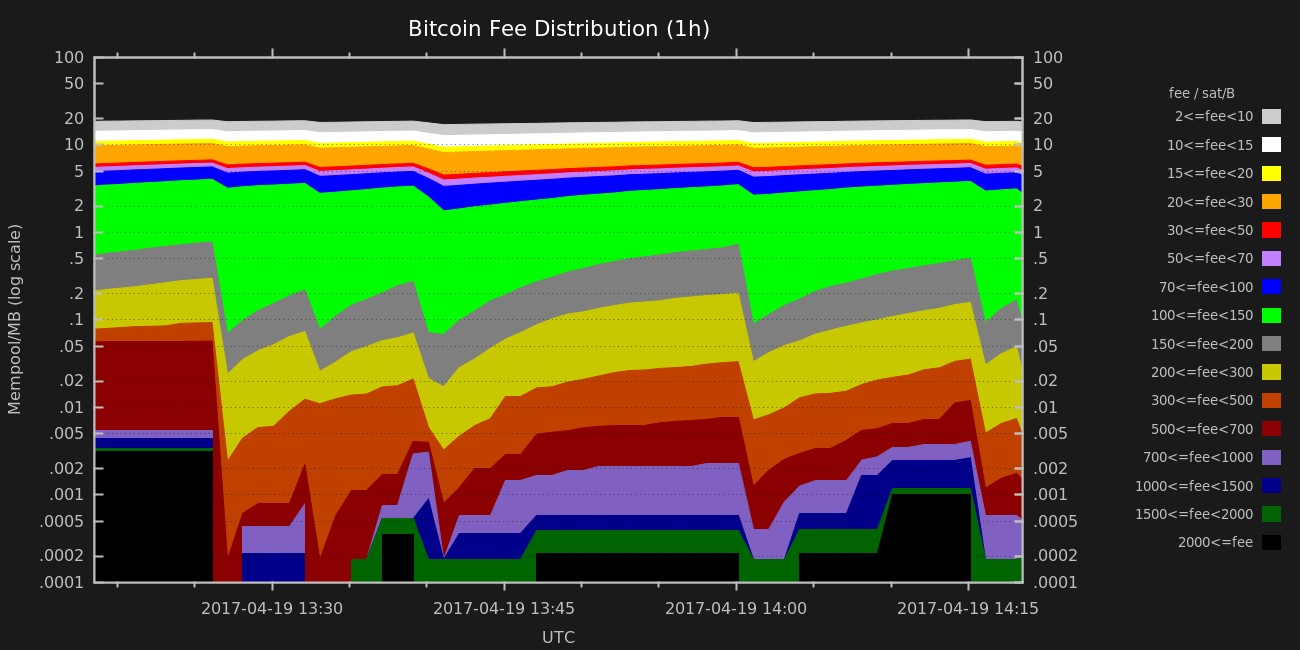 Bitcoin Fee Distribution (1h)
100 100
50 50
20 20
10 10
5 5
2 2
1 1
.5 .5
.2 .2
.1 .1
.05 .05
.02 .02
.01 .01
.005 .005
.002 .002
.001 .001
.0005 .0005
.0002 .0002
.0001 .0001
Mempool/MB (log scale)
2017-04-19 13:30 2017-04-19 13:45 2017-04-19 14:00 2017-04-19 14:15
UTC
fee / sat/B
2<=fee<10
10<=fee<15
15<=fee<20
20<=fee<30
30<=fee<50
50<=fee<70
70<=fee<100
100<=fee<150
150<=fee<200
200<=fee<300
300<=fee<500
500<=fee<700
700<=fee<1000
1000<=fee<1500
1500<=fee<2000
2000<=fee